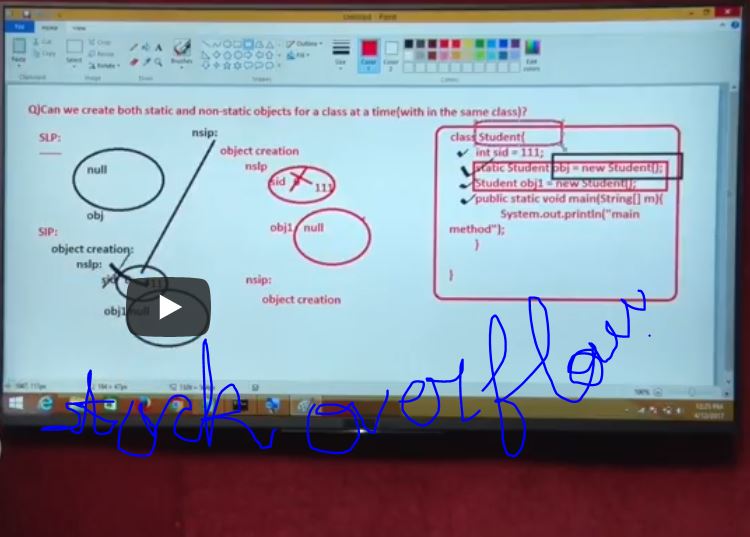 Untitled - Paint
File Home View
Paste Cut Copy Select Crop Rotate Brushes Outline Fill Size Color 1 Color 2 Edit colors
Clipboard Image Tools Shapes Colors
Q)Can we create both static and non-static objects for a class at a time(with in the same class)?
SLP:
null
obj
SIP:
object creation:
nslp:
sid 111
obj1 null
nsip:
object creation
nslp
sid 111
obj1 null
nsip:
object creation
class Student{
int sid = 111;
static Student obj = new Student();
Student obj1 = new Student();
public static void main(String[] m){
System.out.println("main
method");
}
}
100%
10:25 PM
4/12/2017
stack overflow